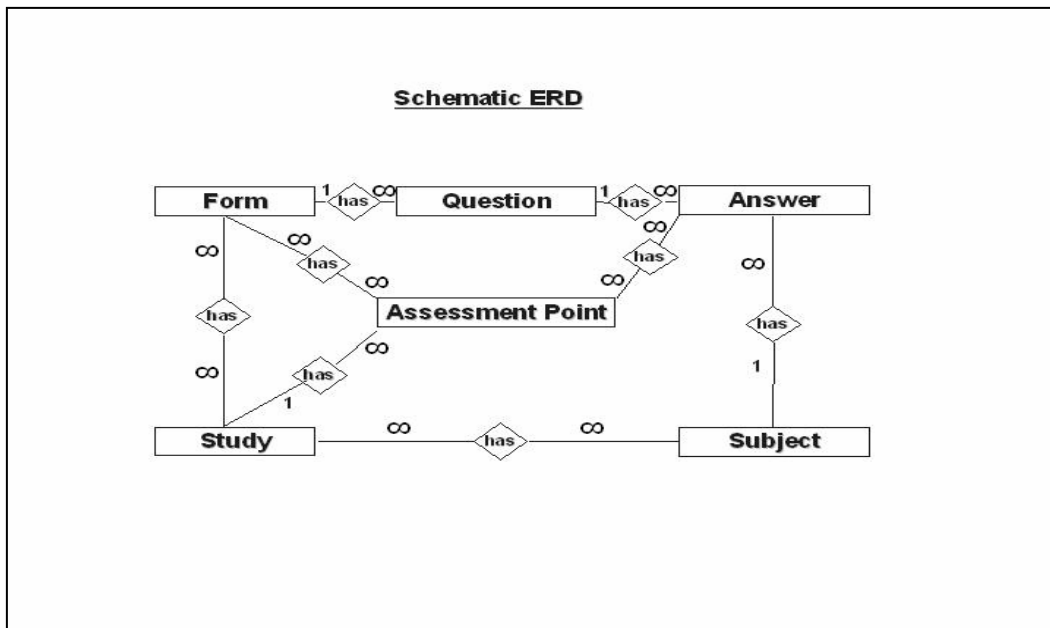 Schematic ERD
Form 1 has ∞ Question 1 has ∞ Answer
∞ ∞ ∞
has has ∞
∞ ∞
Assessment Point
has has
∞
∞ has 1
1
Study ∞ has ∞ Subject